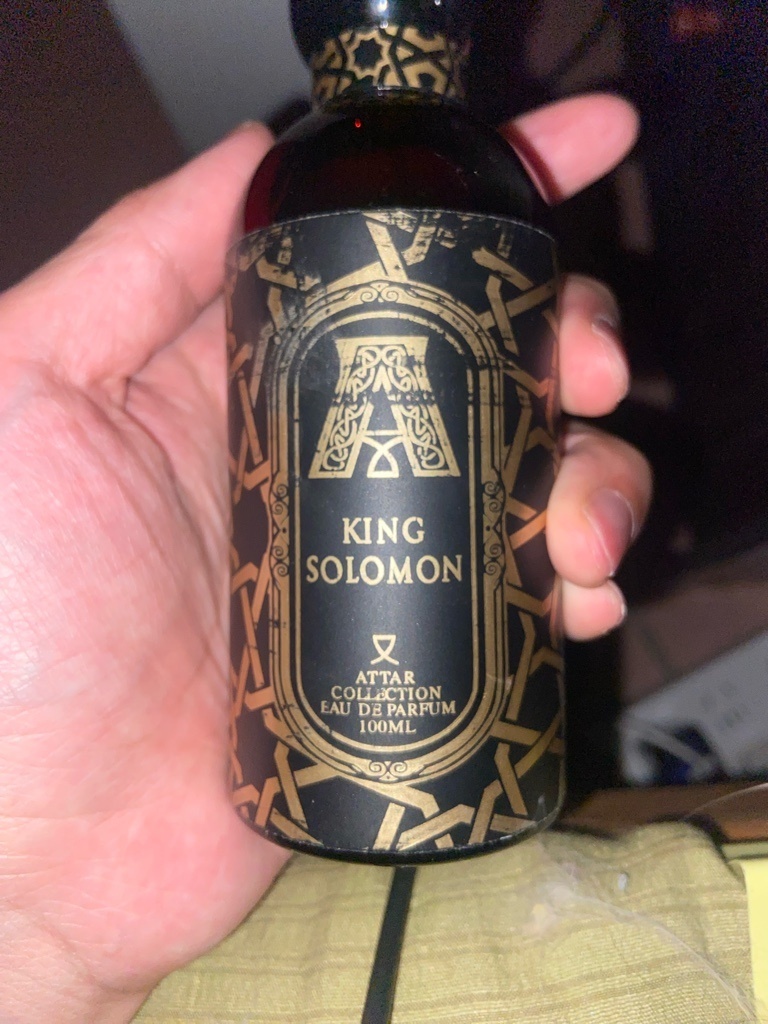 A
KING
SOLOMON
ATTAR
COLLECTION
EAU DE PARFUM
100ML